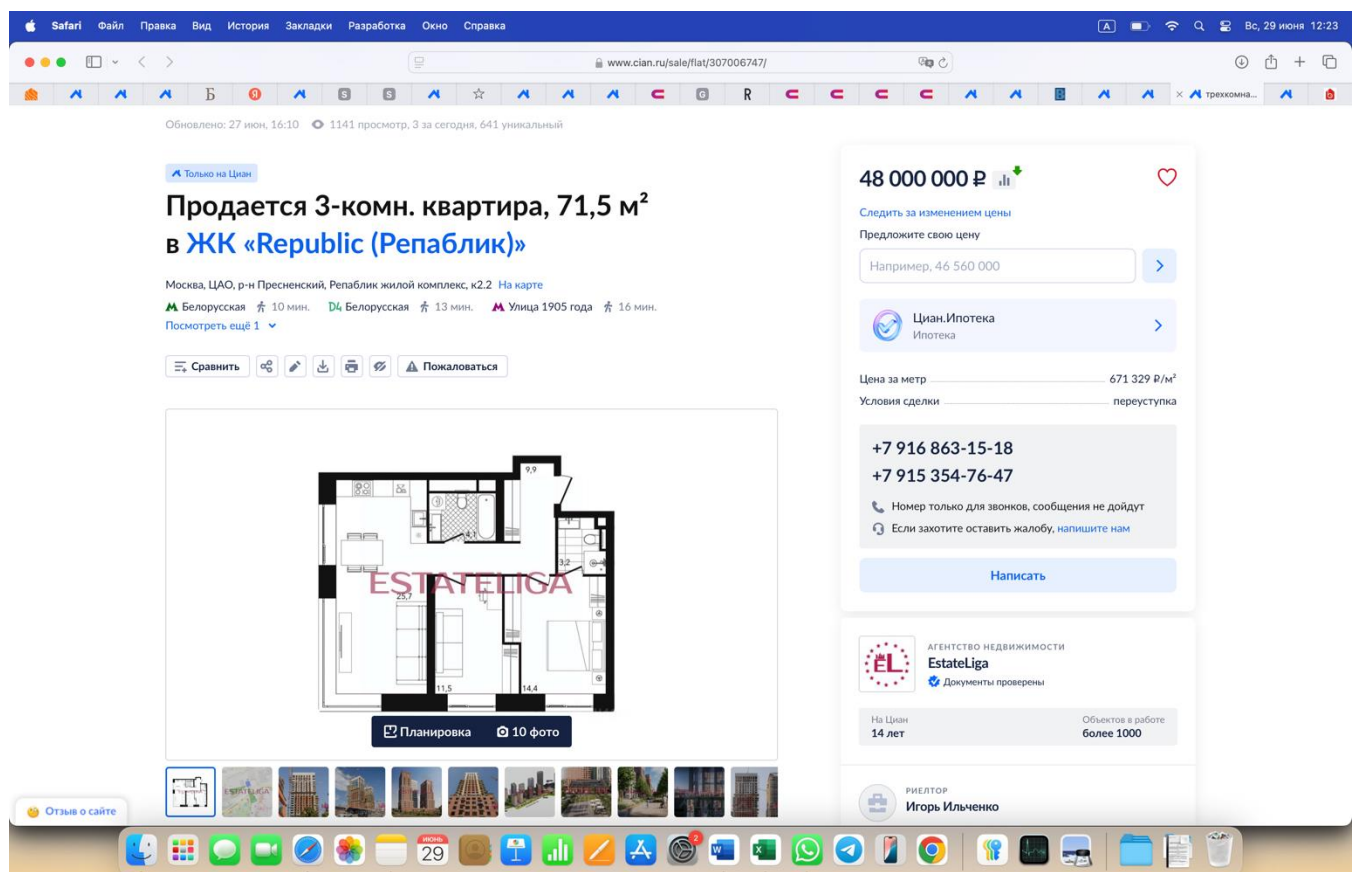 Safari Файл Правка Вид История Закладки Разработка Окно Справка
A Вс, 29 июня 12:23
www.cian.ru/sale/flat/307006747/
Б Я S S G R B трехкомна...
Обновлено: 27 июн, 16:10 1141 просмотр, 3 за сегодня, 641 уникальный
Только на Циан
Продается 3-комн. квартира, 71,5 м²
в ЖК «Republic (Репаблик)»
Москва, ЦАО, р-н Пресненский, Репаблик жилой комплекс, к2.2 На карте
Белорусская 10 мин. D4 Белорусская 13 мин. Улица 1905 года 16 мин.
Посмотреть ещё 1
Сравнить Пожаловаться
9,9
4,1
3,2
ESTATELIGA
25,7
11,5 14,4
Планировка 10 фото
ESTATELIGA
Отзыв о сайте
48 000 000 ₽
Следить за изменением цены
Предложите свою цену
Например, 46 560 000
Циан.Ипотека
Ипотека
Цена за метр 671 329 ₽/м²
Условия сделки переуступка
+7 916 863-15-18
+7 915 354-76-47
Номер только для звонков, сообщения не дойдут
Если захотите оставить жалобу, напишите нам
Написать
EL
АГЕНТСТВО НЕДВИЖИМОСТИ
EstateLiga
Документы проверены
На Циан Объектов в работе
14 лет более 1000
РИЕЛТОР
Игорь Ильченко
ИЮНЬ
29
2
W
X